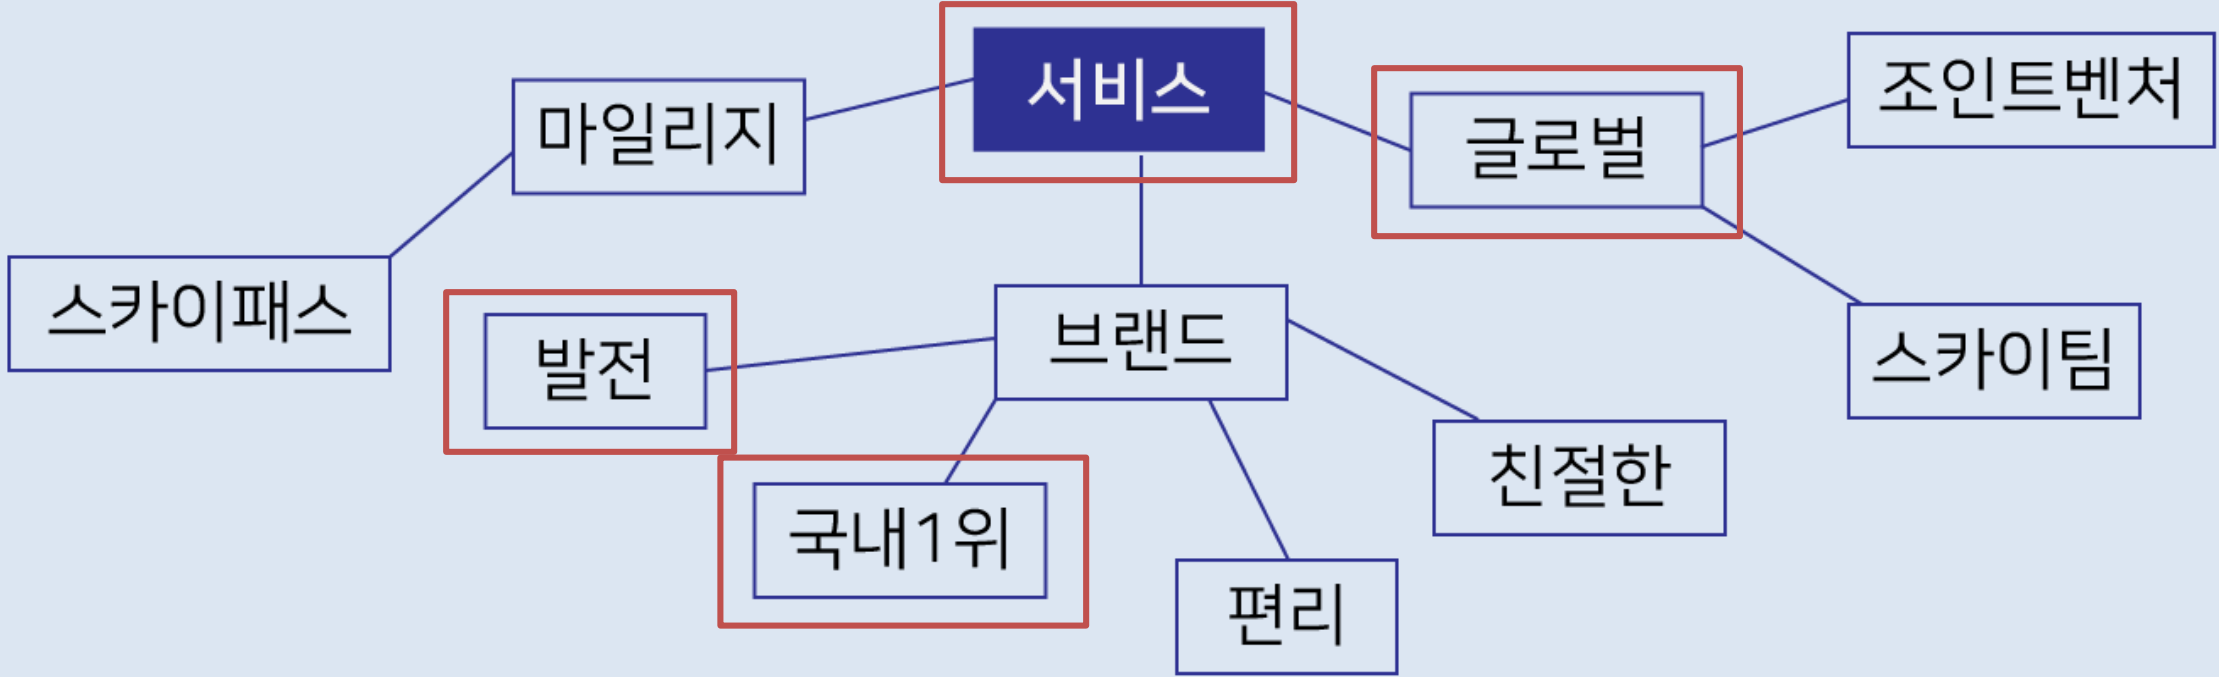 서비스
마일리지
글로벌
조인트벤처
스카이패스
발전
브랜드
스카이팀
국내1위
친절한
편리